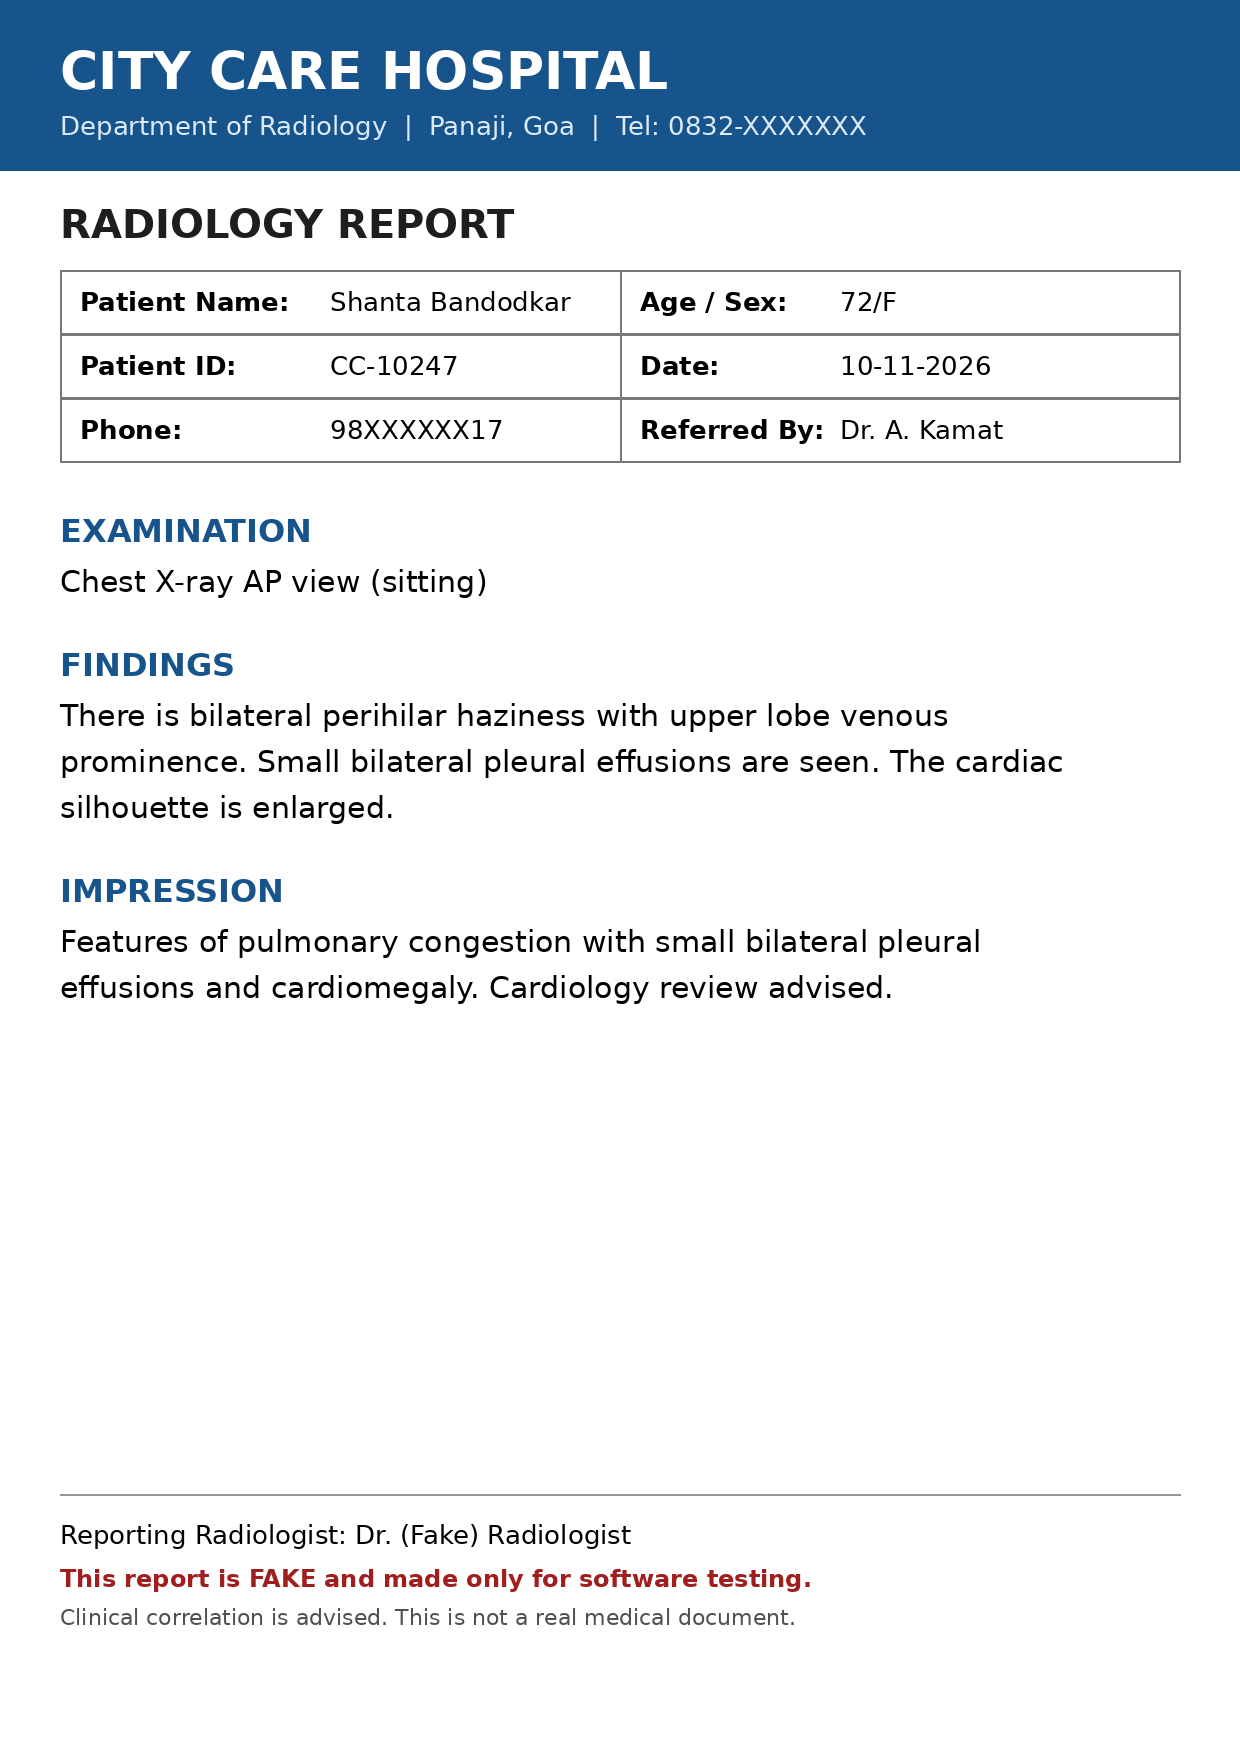 CITY CARE HOSPITAL
Department of Radiology | Panaji, Goa | Tel: 0832-XXXXXXX
RADIOLOGY REPORT
Patient Name: Shanta Bandodkar Age / Sex: 72/F
Patient ID: CC-10247 Date: 10-11-2026
Phone: 98XXXXXX17 Referred By: Dr. A. Kamat
EXAMINATION
Chest X-ray AP view (sitting)
FINDINGS
There is bilateral perihilar haziness with upper lobe venous
prominence. Small bilateral pleural effusions are seen. The cardiac
silhouette is enlarged.
IMPRESSION
Features of pulmonary congestion with small bilateral pleural
effusions and cardiomegaly. Cardiology review advised.
Reporting Radiologist: Dr. (Fake) Radiologist
This report is FAKE and made only for software testing.
Clinical correlation is advised. This is not a real medical document.